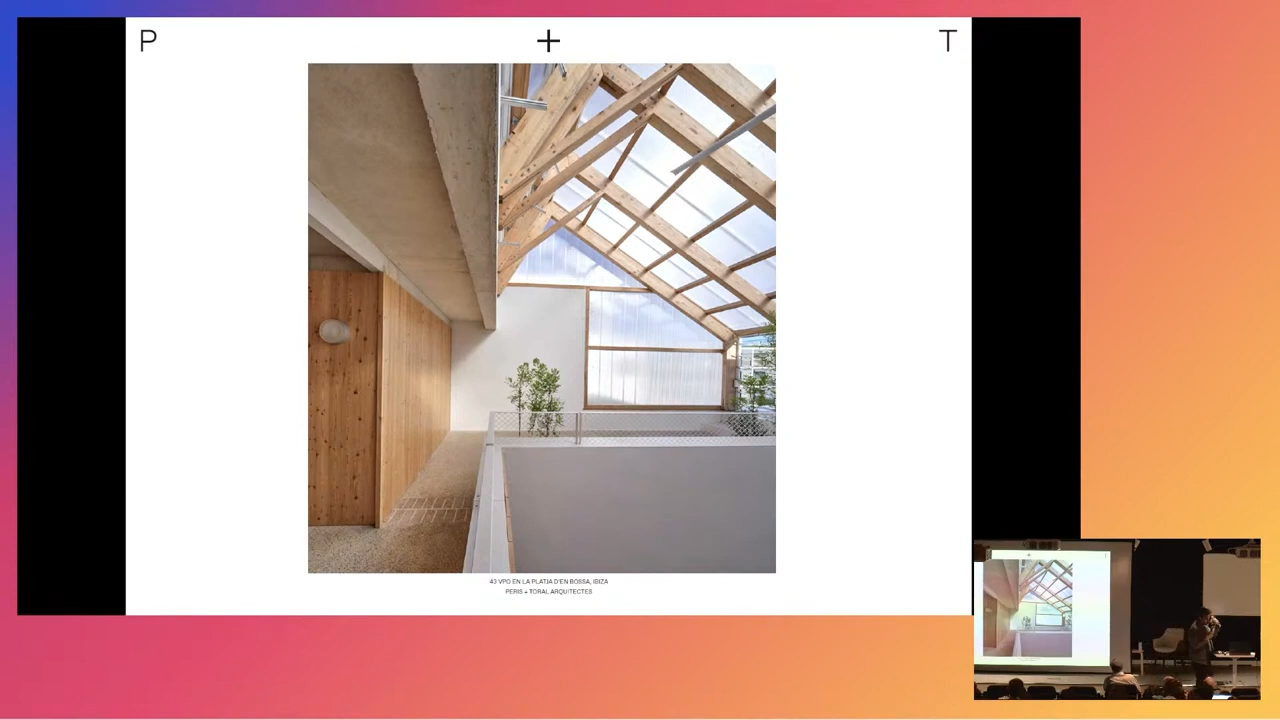 P + T
43 VPO EN LA PLATJA D'EN BOSSA, IBIZA
PERIS + TORAL ARQUITECTES